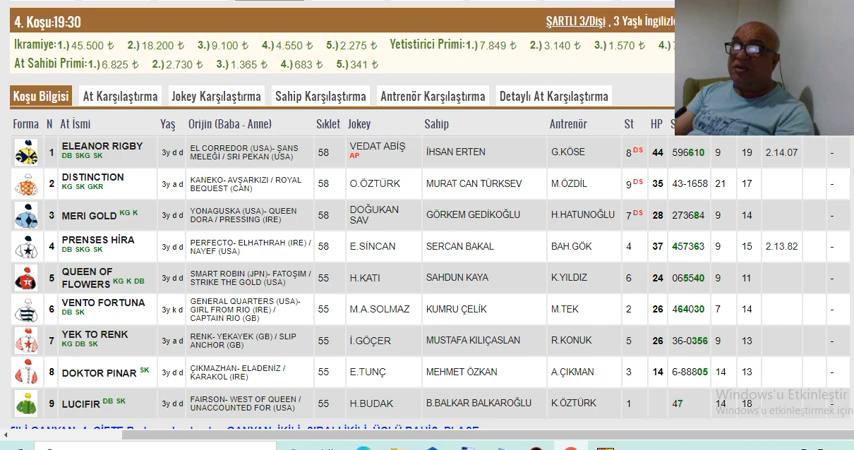 4. Koşu:19:30 ŞARTLI 3/Dişi , 3 Yaşlı İngilizle
Ikramiye: 1.) 45.500 ₺ 2.) 18.200 ₺ 3.) 9.100 ₺ 4.) 4.550 ₺ 5.) 2.275 ₺ Yetistirici Primi: 1.) 7.849 ₺ 2.) 3.140 ₺ 3.) 1.570 ₺
At Sahibi Primi: 1.) 6.825 ₺ 2.) 2.730 ₺ 3.) 1.365 ₺ 4.) 683 ₺ 5.) 341 ₺
Koşu Bilgisi At Karşılaştırma Jokey Karşılaştırma Sahip Karşılaştırma Antrenör Karşılaştırma Detaylı At Karşılaştırma
Forma N At İsmi Yaş Orijin (Baba - Anne) Sıklet Jokey Sahip Antrenör St HP
1 ELEANOR RIGBY 3y d d EL CORREDOR (USA)- ŞANS 58 VEDAT ABİŞ İHSAN ERTEN G.KÖSE 8 DS 44 596610 9 19 2.14.07 -
DB SKG SK MELEĞİ / SRI PEKAN (USA) AP
2 DISTINCTION 3y a d KANEKO- AVŞARKIZI / ROYAL 58 O.ÖZTÜRK MURAT CAN TÜRKSEV M.ÖZDİL 9 DS 35 43-1658 21 17 -
KG SK GKR BEQUEST (CAN)
3 MERI GOLD KG K 3y d d YONAGUSKA (USA)- QUEEN 58 DOĞUKAN GÖRKEM GEDİKOĞLU H.HATUNOĞLU 7 DS 28 273684 9 14 -
DORA / PRESSING (IRE) SAV
4 PRENSES HİRA 3y d d PERFECTO- ELHATHRAH (IRE) / 58 E.SİNCAN SERCAN BAKAL BAH.GÖK 4 37 457363 9 15 2.13.82 -
DB SKG SK NAYEF (USA)
5 QUEEN OF 3y d d SMART ROBIN (JPN)- FATOŞIM / 55 H.KATI SAHDUN KAYA K.YILDIZ 6 24 065540 9 11 -
FLOWERS KG K DB STRIKE THE GOLD (USA)
6 VENTO FORTUNA 3y k d GENERAL QUARTERS (USA)- 55 M.A.SOLMAZ KUMRU ÇELİK M.TEK 2 26 464030 7 14 -
DB SK GIRL FROM RIO (IRE) /
CAPTAIN RIO (GB)
7 YEK TO RENK 3y a d RENK- YEKAYEK (GB) / SLIP 55 İ.GÖÇER MUSTAFA KILIÇASLAN R.KONUK 5 26 36-0356 9 13 -
KG DB SK ANCHOR (GB)
8 DOKTOR PINAR SK 3y d d ÇIKMAZHAN- ELADENİZ / 55 E.TUNÇ MEHMET ÖZKAN A.ÇIKMAN 3 14 6-88805 14 13 -
KARAKOL (IRE)
9 LUCIFIR DB SK 3y d d FAIRSON- WEST OF QUEEN / 55 H.BUDAK B.BALKAR BALKAROĞLU K.ÖZTÜRK 1 47 14 18 -
UNACCOUNTED FOR (USA)
Windows'u Etkinleştir
Windows'u etkinleştirmek için